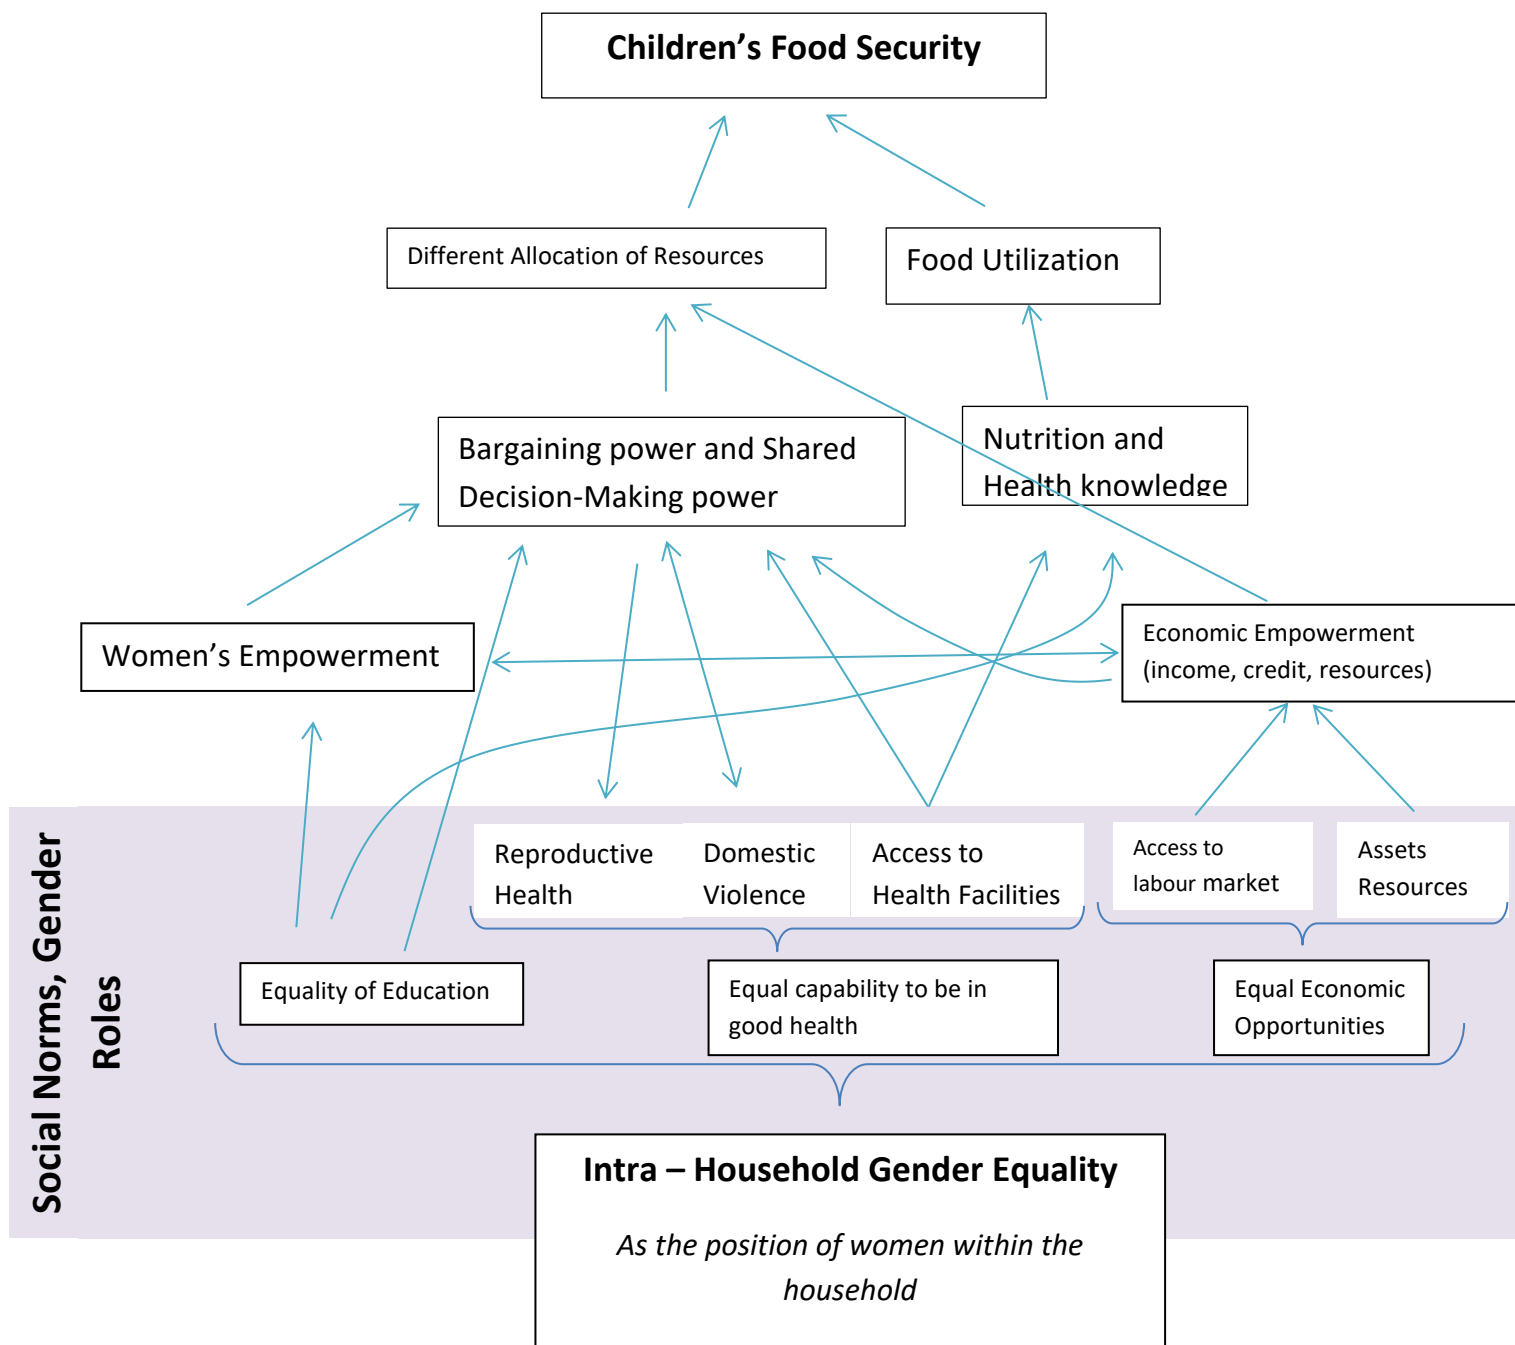 Children’s Food Security
Different Allocation of Resources
Food Utilization
Bargaining power and Shared
Decision-Making power
Nutrition and
Health knowledge
Women’s Empowerment
Economic Empowerment
(income, credit, resources)
Social Norms, Gender
Roles
Reproductive
Health
Domestic
Violence
Access to
Health Facilities
Access to
labour market
Assets
Resources
Equality of Education
Equal capability to be in
good health
Equal Economic
Opportunities
Intra – Household Gender Equality
As the position of women within the
household